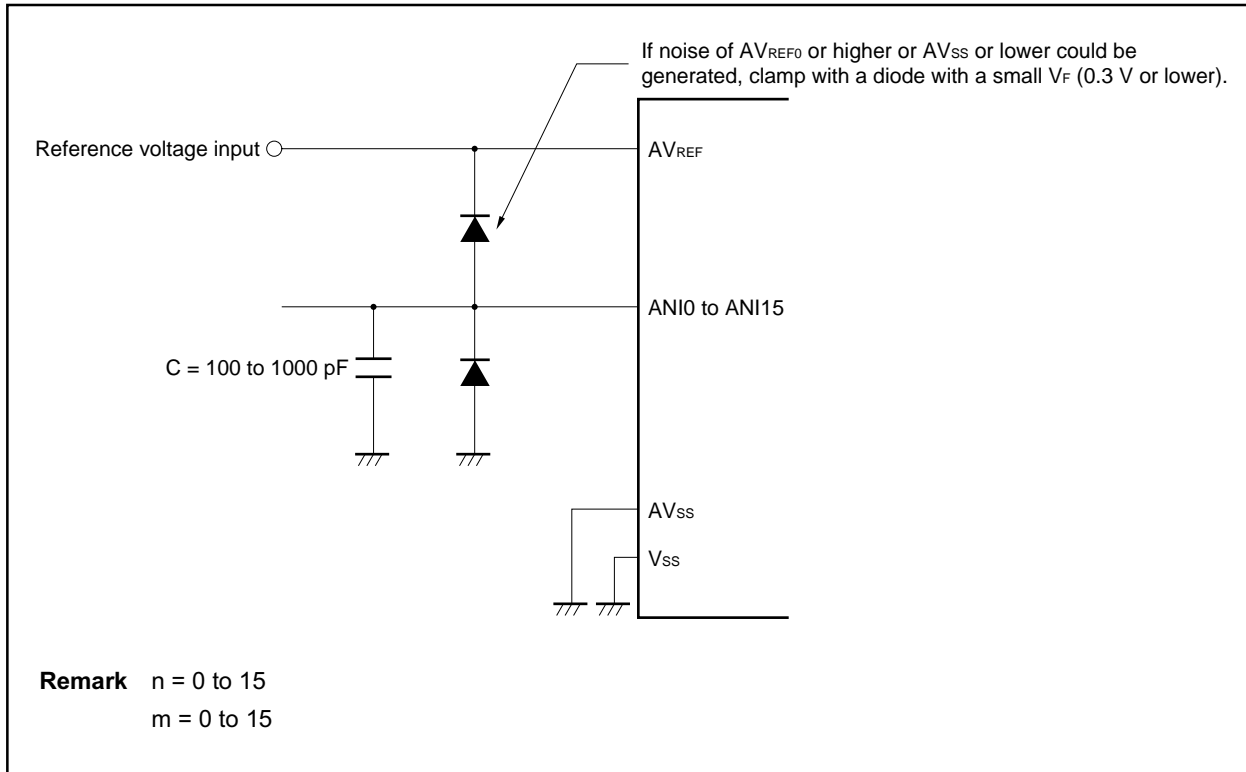 If noise of AVREF0 or higher or AVSS or lower could be
generated, clamp with a diode with a small VF (0.3 V or lower).
Reference voltage input
AVREF
ANI0 to ANI15
C = 100 to 1000 pF
AVSS
VSS
Remark n = 0 to 15
m = 0 to 15